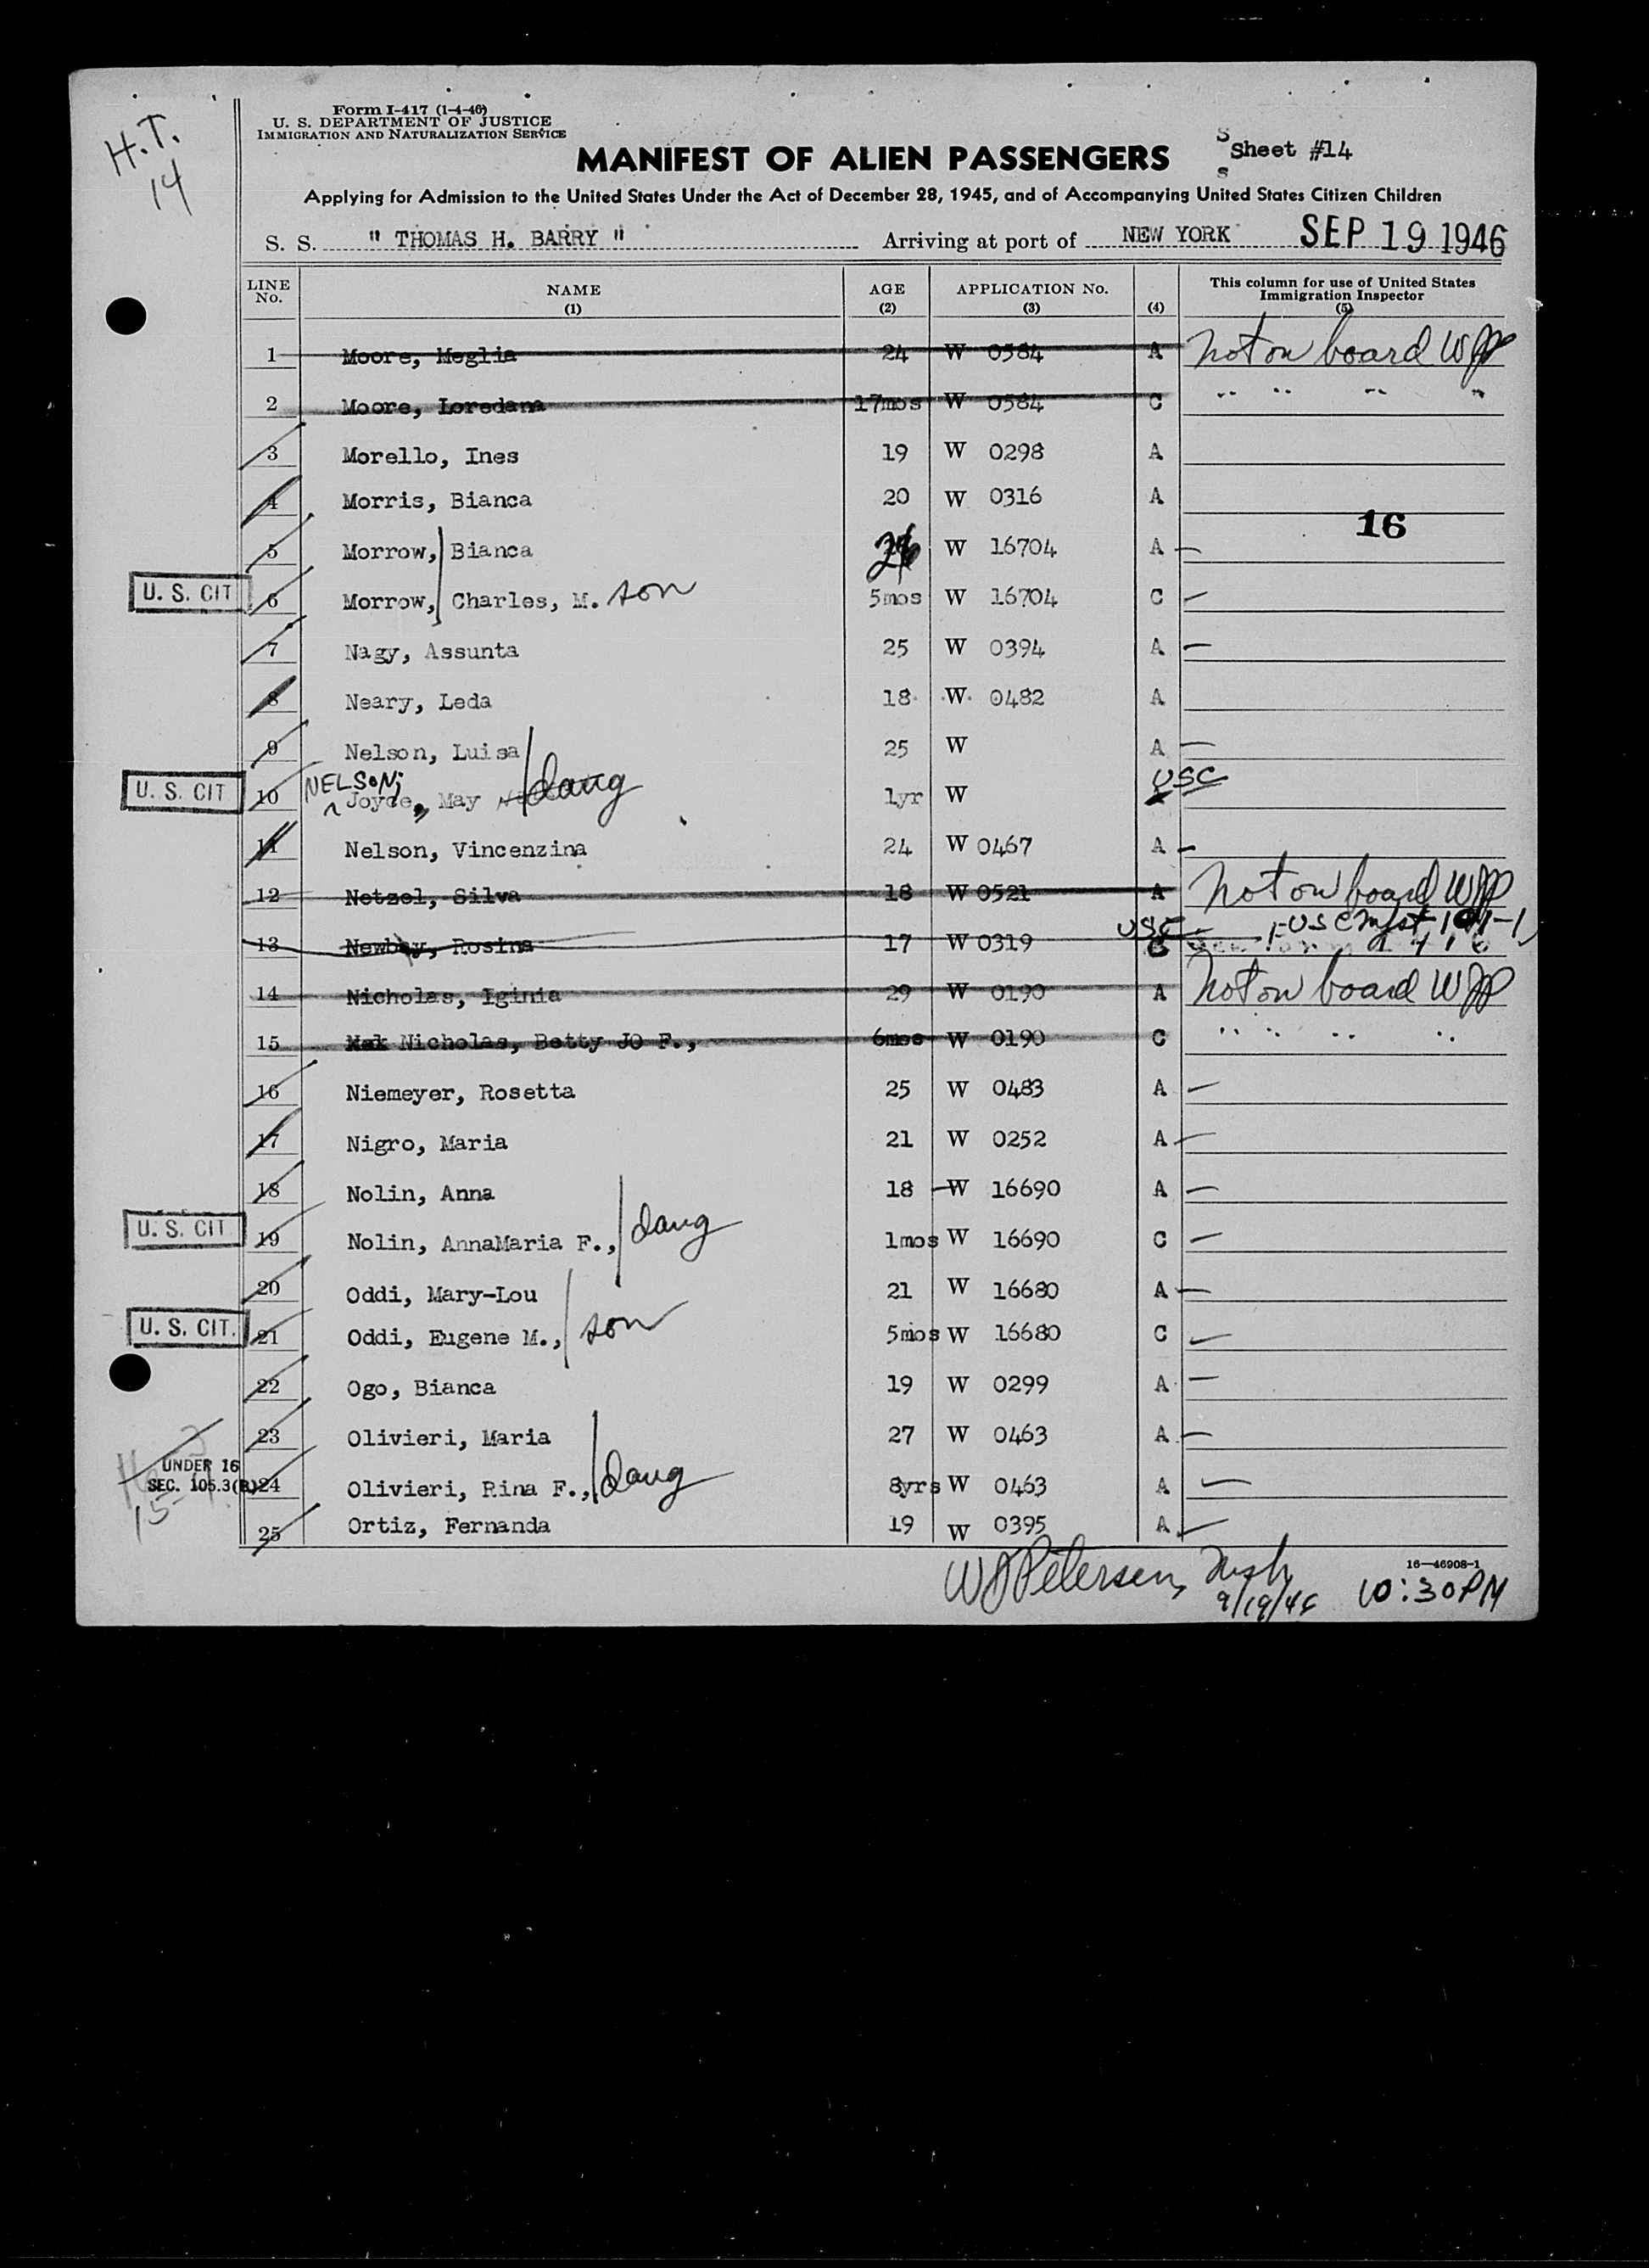 H.T.
14
Form I-417 (1-4-46)
U. S. DEPARTMENT OF JUSTICE
IMMIGRATION AND NATURALIZATION SERVICE
MANIFEST OF ALIEN PASSENGERS
S
Sheet #14
s
Applying for Admission to the United States Under the Act of December 28, 1945, and of Accompanying United States Citizen Children
S. S. " THOMAS H. BARRY " Arriving at port of NEW YORK SEP 19 1946
LINE No. NAME (1) AGE (2) APPLICATION No. (3) (4) This column for use of United States Immigration Inspector (5)
1 Moore, Meglia 24 W 0584 A Not on board WJP
2 Moore, Loredana 17mos W 0584 C " " " "
3 Morello, Ines 19 W 0298 A
4 Morris, Bianca 20 W 0316 A
16
5 Morrow, Bianca W 16704 A —
U. S. CIT 6 Morrow, Charles, M. son 5mos W 16704 C —
7 Nagy, Assunta 25 W 0394 A —
8 Neary, Leda 18 W 0482 A
9 Nelson, Luisa 25 W A —
U. S. CIT 10 NELSON; Joyce, May daug 1yr W USC
11 Nelson, Vincenzina 24 W 0467 A —
12 Netzel, Silva 18 W 0521 A Not on board WJP
13 Newbay, Rosina 17 W 0319 USC C
14 Nicholas, Iginia 29 W 0190 A Not on board WJP
15 Nicholas, Betty JO F., 6mos W 0190 C " " " "
16 Niemeyer, Rosetta 25 W 0483 A —
17 Nigro, Maria 21 W 0252 A —
18 Nolin, Anna 18 W 16690 A —
U. S. CIT 19 Nolin, AnnaMaria F., daug 1mos W 16690 C —
20 Oddi, Mary-Lou 21 W 16680 A —
U. S. CIT. 21 Oddi, Eugene M., son 5mos W 16680 C —
22 Ogo, Bianca 19 W 0299 A —
23 Olivieri, Maria 27 W 0463 A —
UNDER 16
SEC. 105.3(B) 24 Olivieri, Rina F., daug 8yrs W 0463 A —
25 Ortiz, Fernanda 19 W 0395 A —
16—46908-1
WJPetersen, Insp
9/19/46 10:30PM